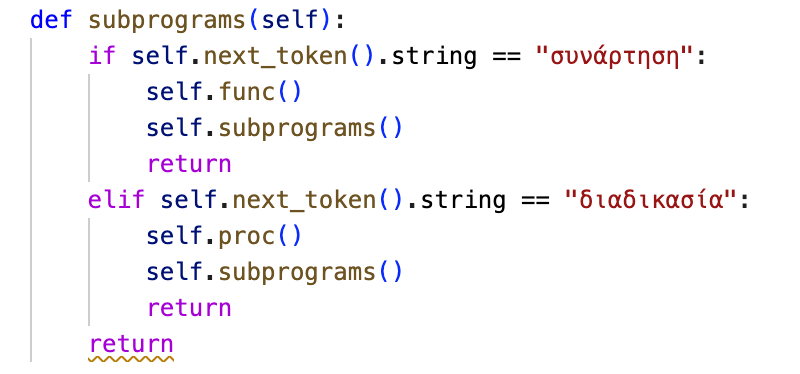 def subprograms(self):
    if self.next_token().string == "συνάρτηση":
        self.func()
        self.subprograms()
        return
    elif self.next_token().string == "διαδικασία":
        self.proc()
        self.subprograms()
        return
    return